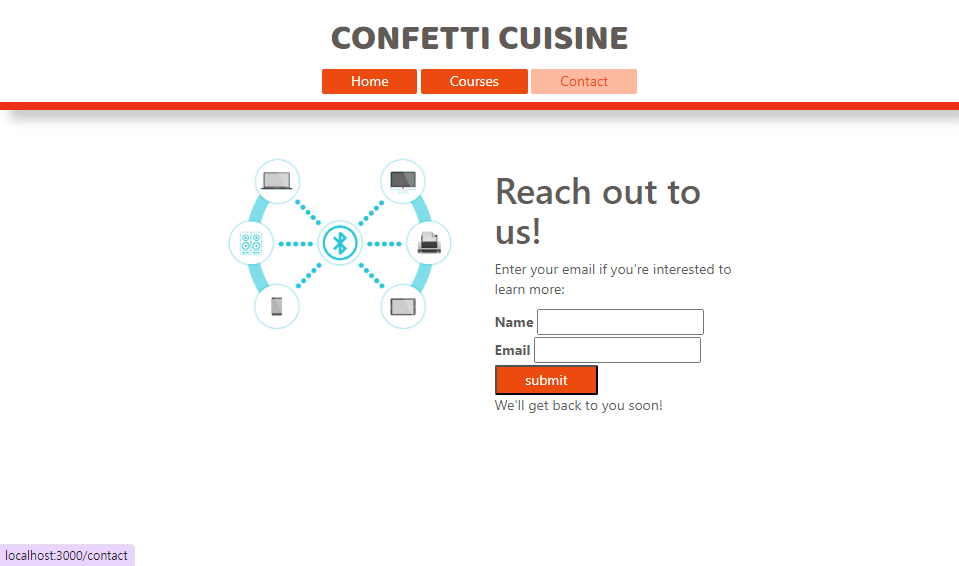 CONFETTI CUISINE
Home Courses Contact
Reach out to
us!
Enter your email if you're interested to
learn more:
Name
Email
submit
We'll get back to you soon!
localhost:3000/contact